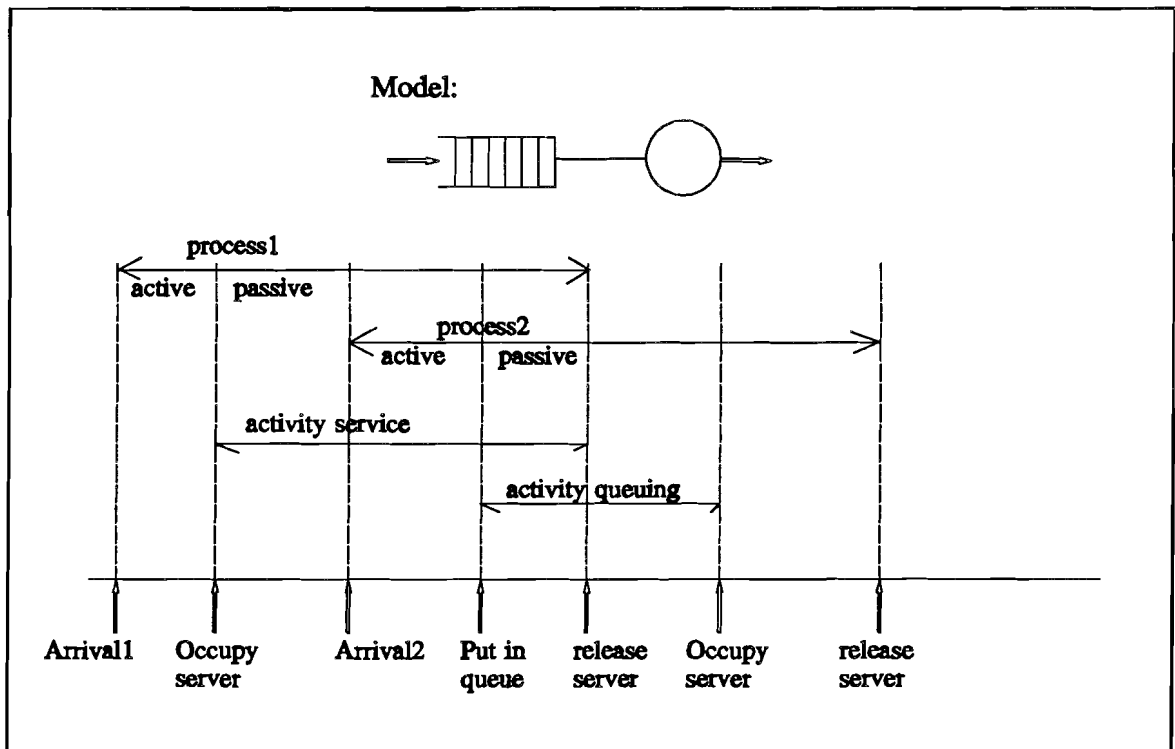 Model:
process1
active passive
process2
active passive
activity service
activity queuing
Arrival1
Occupy
server
Arrival2
Put in
queue
release
server
Occupy
server
release
server